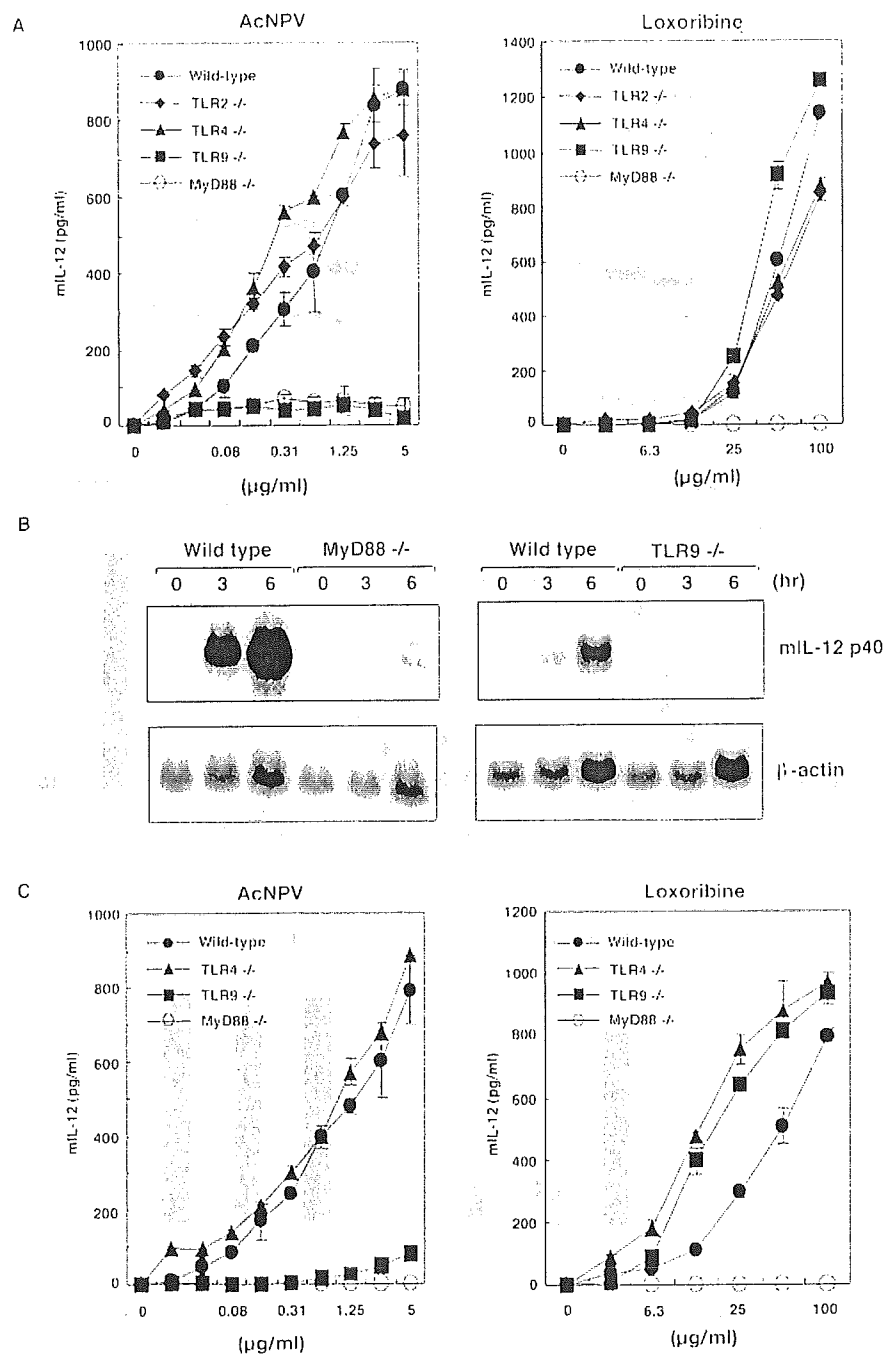 A
AcNPV
1000
800
600
400
200
0
mIL-12 (pg/ml)
Wild-type
TLR2 -/-
TLR4 -/-
TLR9 -/-
MyD88 -/-
0 0.08 0.31 1.25 5
(µg/ml)
Loxoribine
1400
1200
1000
800
600
400
200
0
mIL-12 (pg/ml)
Wild-type
TLR2 -/-
TLR4 -/-
TLR9 -/-
MyD88 -/-
0 6.3 25 100
(µg/ml)
B
Wild type MyD88 -/- Wild type TLR9 -/-
0 3 6 0 3 6 0 3 6 0 3 6 (hr)
mIL-12 p40
β-actin
C
AcNPV
1000
800
600
400
200
0
mIL-12 (pg/ml)
Wild-type
TLR4 -/-
TLR9 -/-
MyD88 -/-
0 0.08 0.31 1.25 5
(µg/ml)
Loxoribine
1200
1000
800
600
400
200
0
mIL-12 (pg/ml)
Wild-type
TLR4 -/-
TLR9 -/-
MyD88 -/-
0 6.3 25 100
(µg/ml)